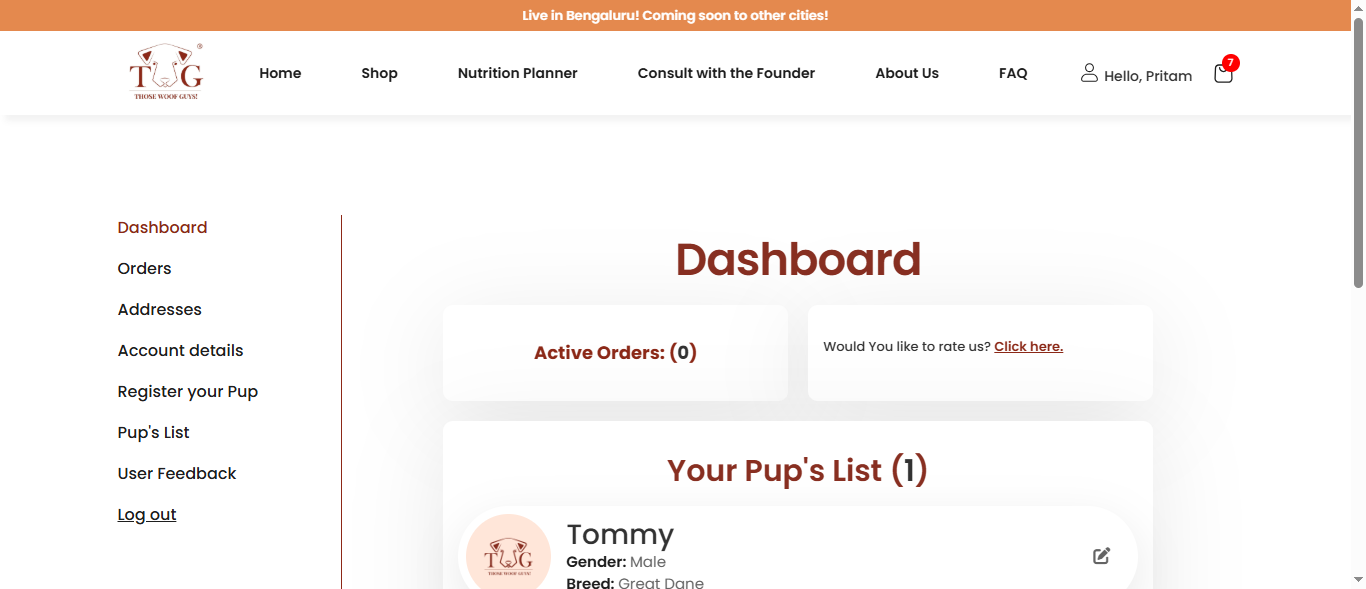 Live in Bengaluru! Coming soon to other cities!
TWG
®
THOSE WOOF GUYS!
Home
Shop
Nutrition Planner
Consult with the Founder
About Us
FAQ
Hello, Pritam
7
Dashboard
Orders
Addresses
Account details
Register your Pup
Pup's List
User Feedback
Log out
Dashboard
Active Orders: (0)
Would You like to rate us? Click here.
Your Pup's List (1)
TWG
THOSE WOOF GUYS!
Tommy
Gender: Male
Breed: Great Dane